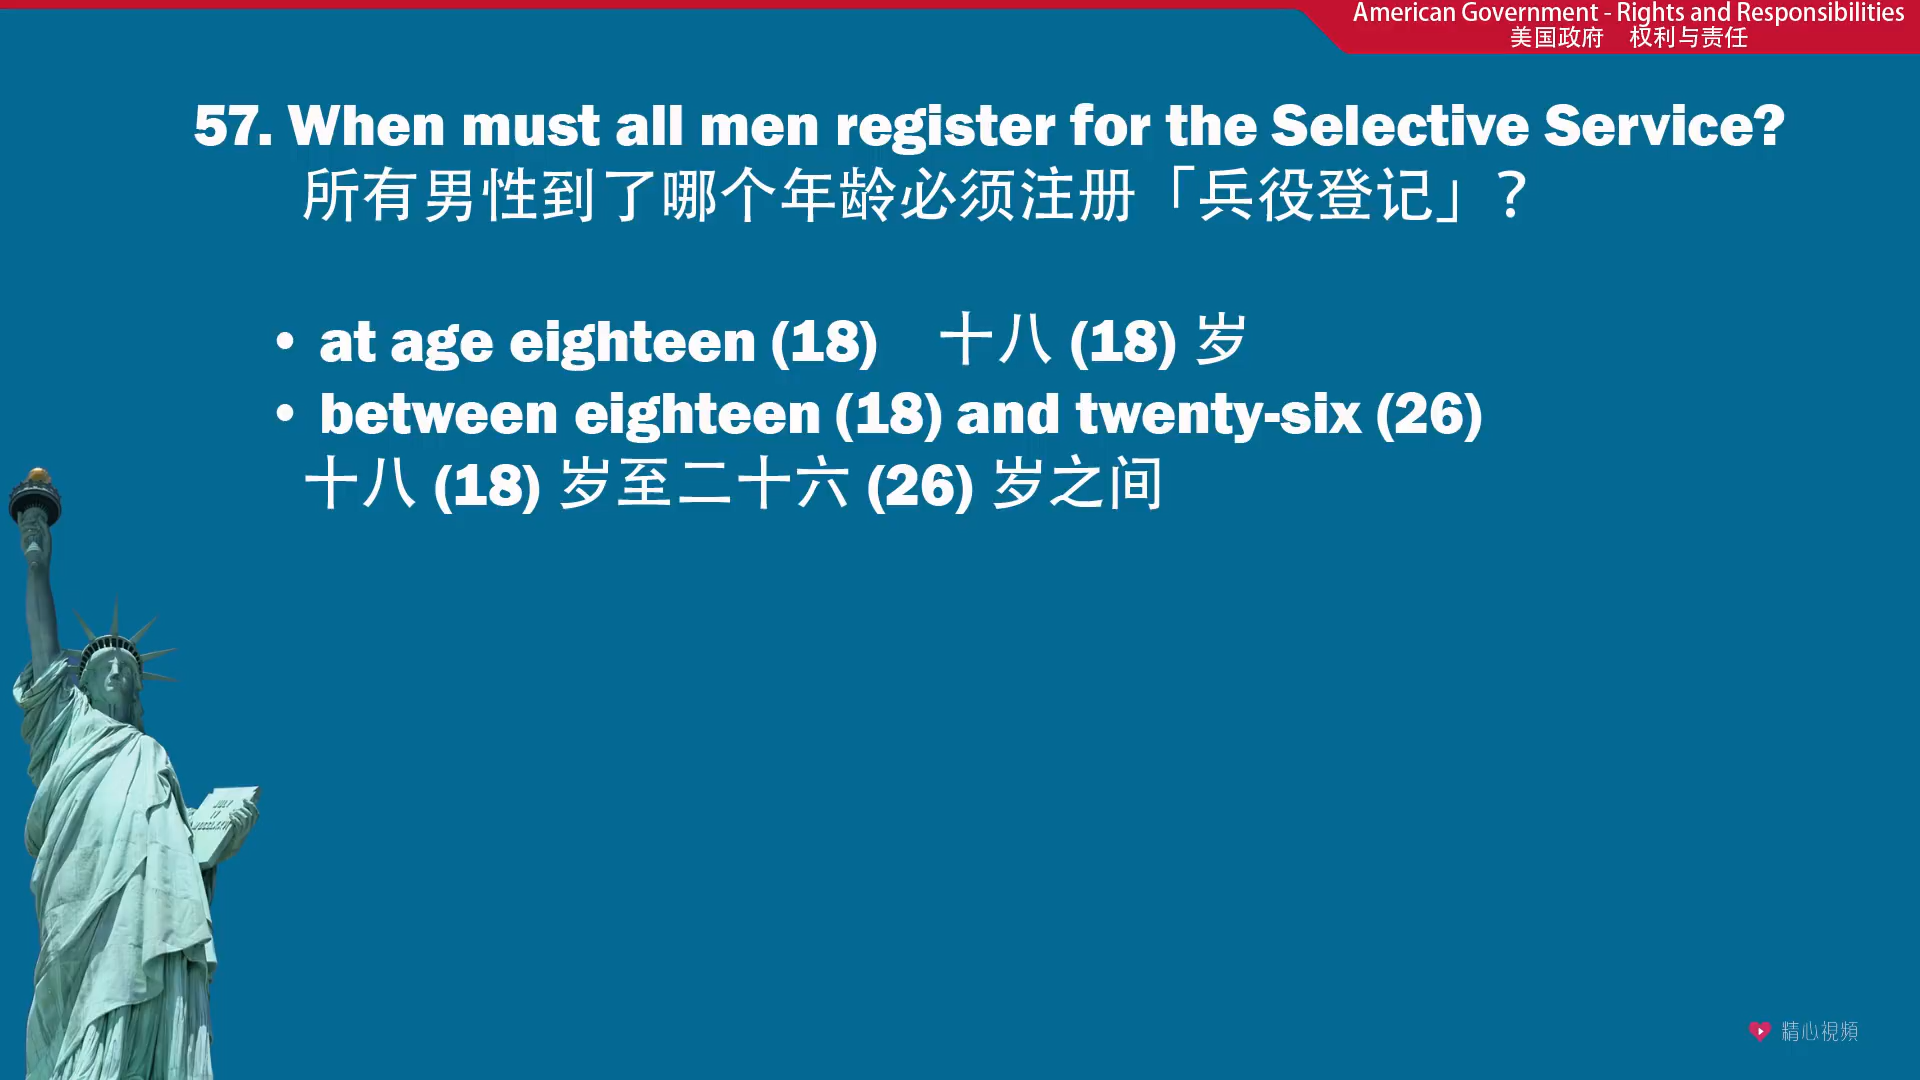 American Government - Rights and Responsibilities
美国政府 权利与责任
57. When must all men register for the Selective Service?
所有男性到了哪个年龄必须注册「兵役登记」？
• at age eighteen (18) 十八 (18) 岁
• between eighteen (18) and twenty-six (26)
十八 (18) 岁至二十六 (26) 岁之间
JULY
IV
精心視頻